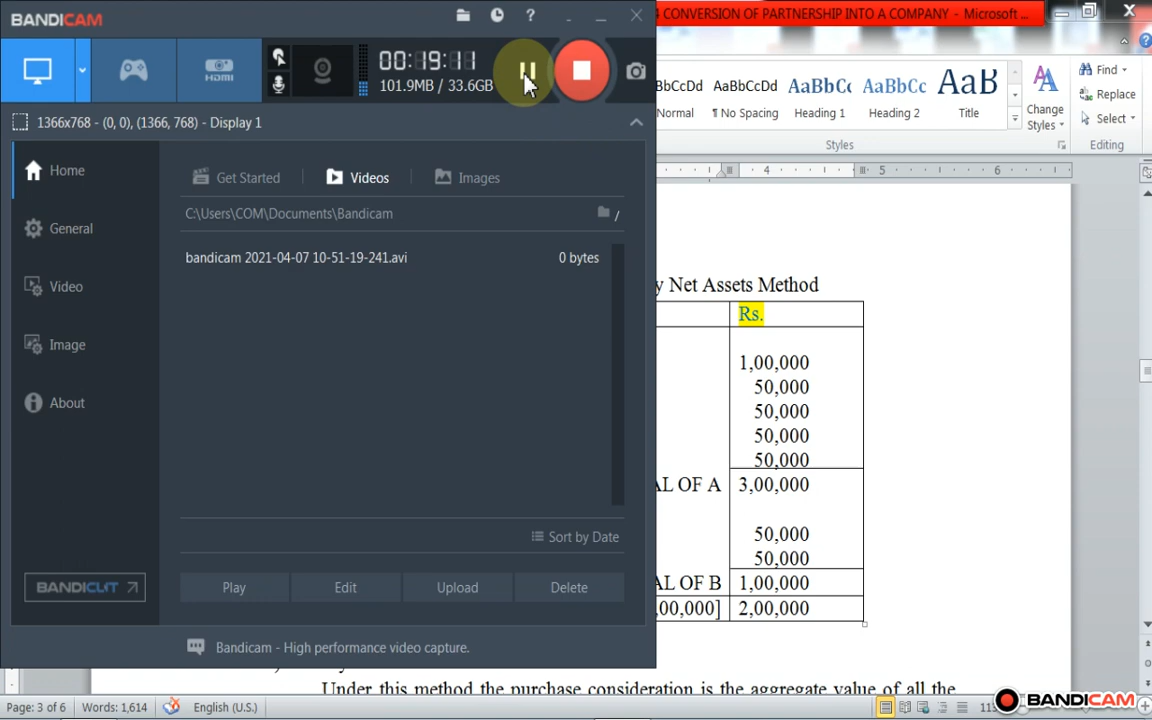 BANDICAM
?
00:19:11
101.9MB / 33.6GB
HDMI
1366x768 - (0, 0), (1366, 768) - Display 1
Home
General
Video
Image
About
BANDICUT
Get Started
Videos
Images
C:\Users\COM\Documents\Bandicam
/
bandicam 2021-04-07 10-51-19-241.avi 0 bytes
Sort by Date
Play Edit Upload Delete
Bandicam - High performance video capture.
CONVERSION OF PARTNERSHIP INTO A COMPANY - Microsoft ...
CcDd AaBbCcDd AaBbCc AaBbCc AaB
Normal ¶ No Spacing Heading 1 Heading 2 Title
Change
Styles
Styles
Find
Replace
Select
Editing
4 5 6
y Net Assets Method
Rs.
1,00,000
50,000
50,000
50,000
50,000
AL OF A 3,00,000
50,000
50,000
AL OF B 1,00,000
00,000] 2,00,000
Under this method the purchase consideration is the aggregate value of all the
Page: 3 of 6 Words: 1,614 English (U.S.)
BANDICAM